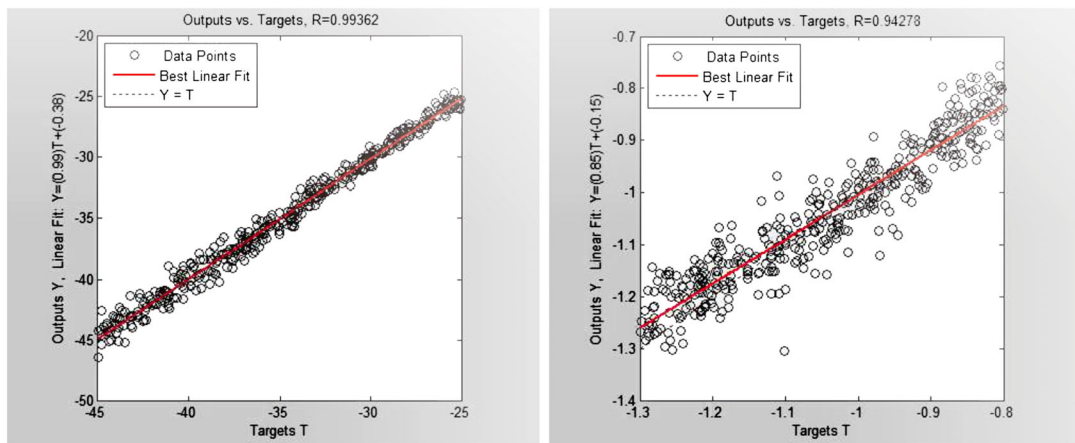 Outputs vs. Targets, R=0.99362
-20
-25
-30
-35
-40
-45
-50
Outputs Y, Linear Fit: Y=(0.99)T+(-0.38)
Data Points
Best Linear Fit
Y = T
-45
-40
-35
-30
-25
Targets T
Outputs vs. Targets, R=0.94278
-0.7
-0.8
-0.9
-1
-1.1
-1.2
-1.3
-1.4
Outputs Y, Linear Fit: Y=(0.85)T+(-0.15)
Data Points
Best Linear Fit
Y = T
-1.3
-1.2
-1.1
-1
-0.9
-0.8
Targets T